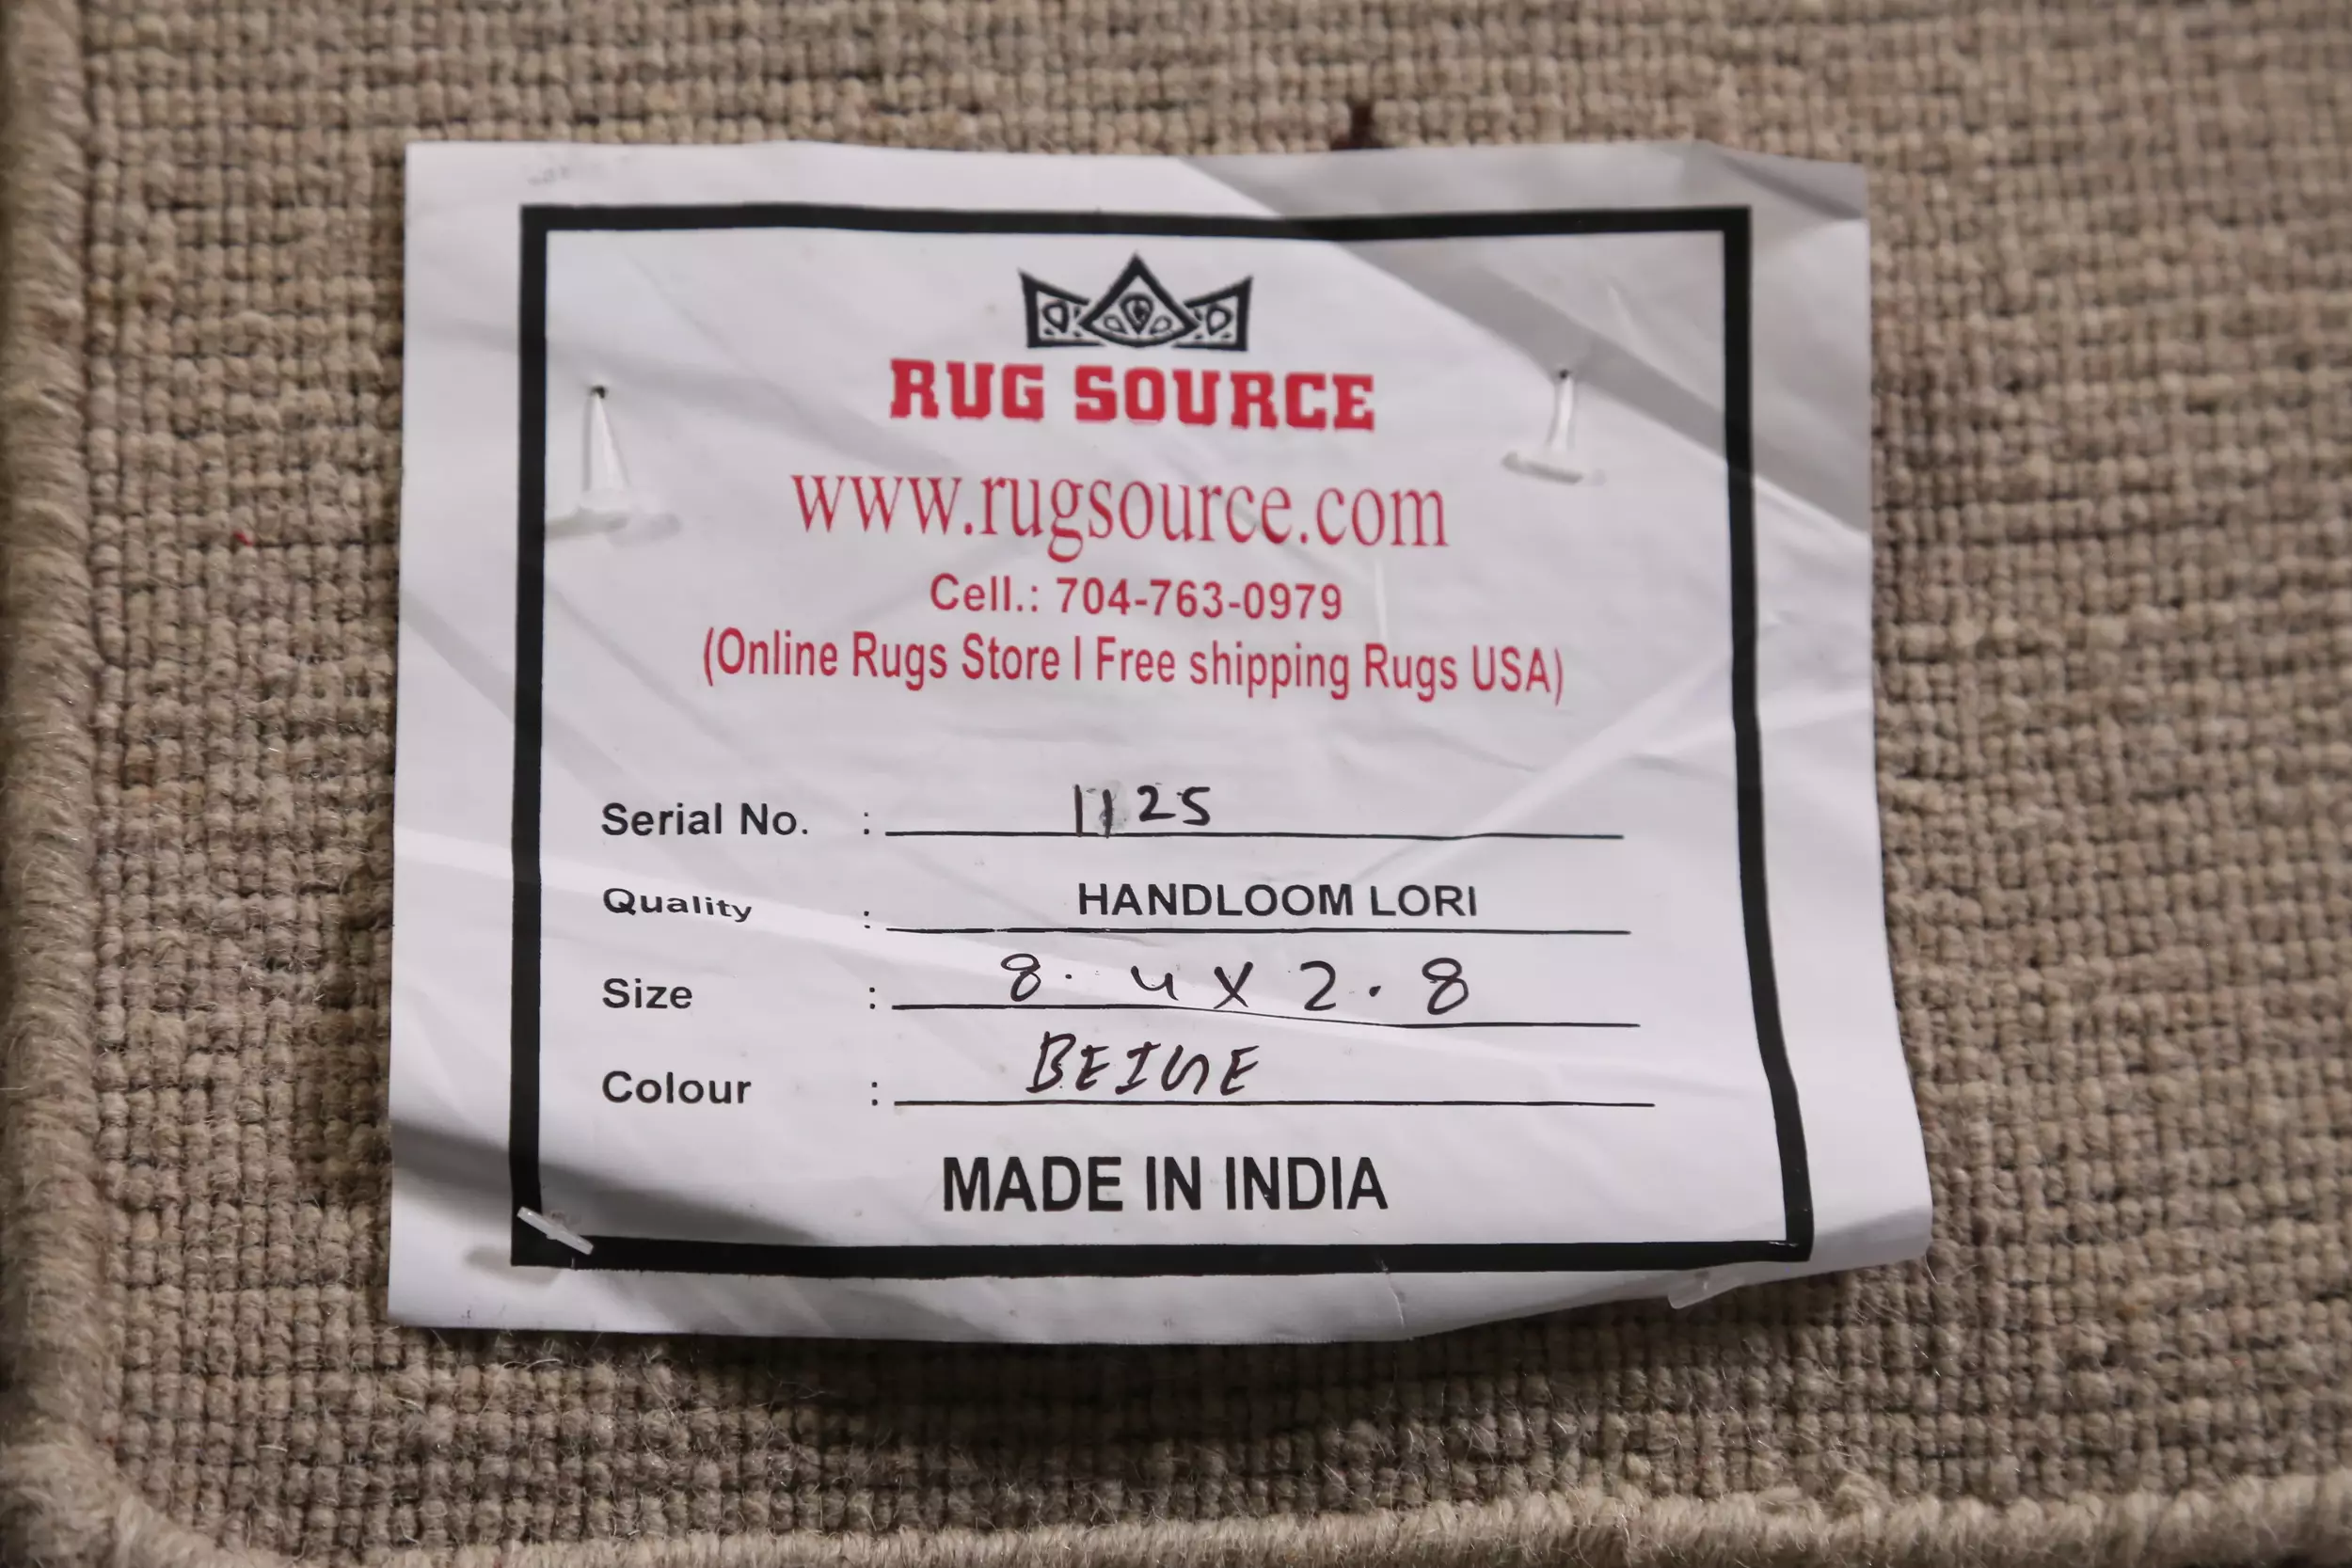 RUG SOURCE
www.rugsource.com
Cell.: 704-763-0979
(Online Rugs Store | Free shipping Rugs USA)
Serial No. : 1125
Quality : HANDLOOM LORI
Size : 8.4 X 2.8
Colour : BEIGE
MADE IN INDIA